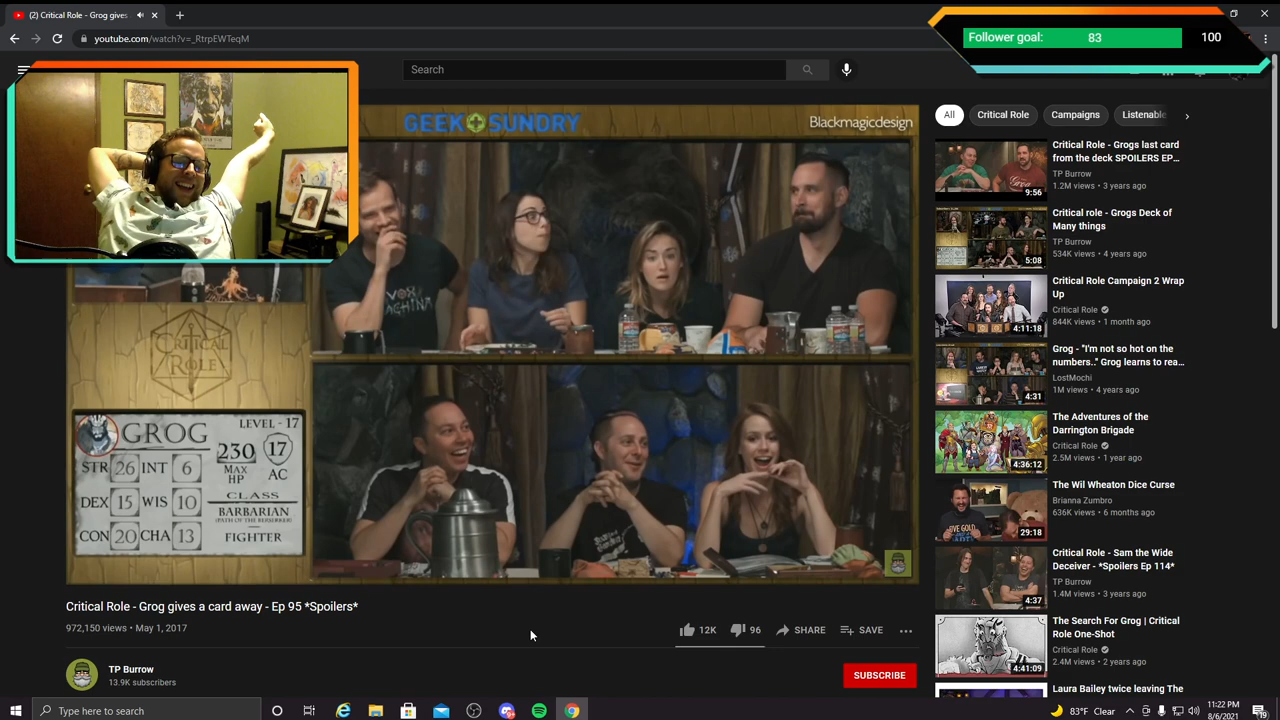 (2) Critical Role - Grog gives
youtube.com/watch?v=_RtrpEWTeqM
Follower goal: 83 100
Search
All
Critical Role
Campaigns
Listenable
GEEK & SUNDRY
Blackmagicdesign
CRITICAL
ROLE
GROG
LEVEL - 17
STR 26 INT 6
230 MAX HP
17 AC
DEX 15 WIS 10
CLASS
BARBARIAN
(PATH OF THE BERSERKER)
CON 20 CHA 13
FIGHTER
Critical Role - Grog gives a card away - Ep 95 *Spoilers*
972,150 views • May 1, 2017
12K
96
SHARE
SAVE
TP Burrow
13.9K subscribers
SUBSCRIBE
Critical Role - Grogs last card
from the deck SPOILERS EP...
TP Burrow
1.2M views • 3 years ago
9:56
Critical role - Grogs Deck of
Many things
TP Burrow
534K views • 4 years ago
5:08
Critical Role Campaign 2 Wrap
Up
Critical Role
844K views • 1 month ago
4:11:18
Grog - "I'm not so hot on the
numbers.." Grog learns to rea...
LostMochi
1M views • 4 years ago
4:31
The Adventures of the
Darrington Brigade
Critical Role
2.5M views • 1 year ago
4:36:12
The Wil Wheaton Dice Curse
Brianna Zumbro
636K views • 6 months ago
29:18
Critical Role - Sam the Wide
Deceiver - *Spoilers Ep 114*
TP Burrow
1.4M views • 3 years ago
4:37
The Search For Grog | Critical
Role One-Shot
Critical Role
2.4M views • 2 years ago
4:41:09
Laura Bailey twice leaving The
Type here to search
83°F Clear
11:22 PM
8/6/2021